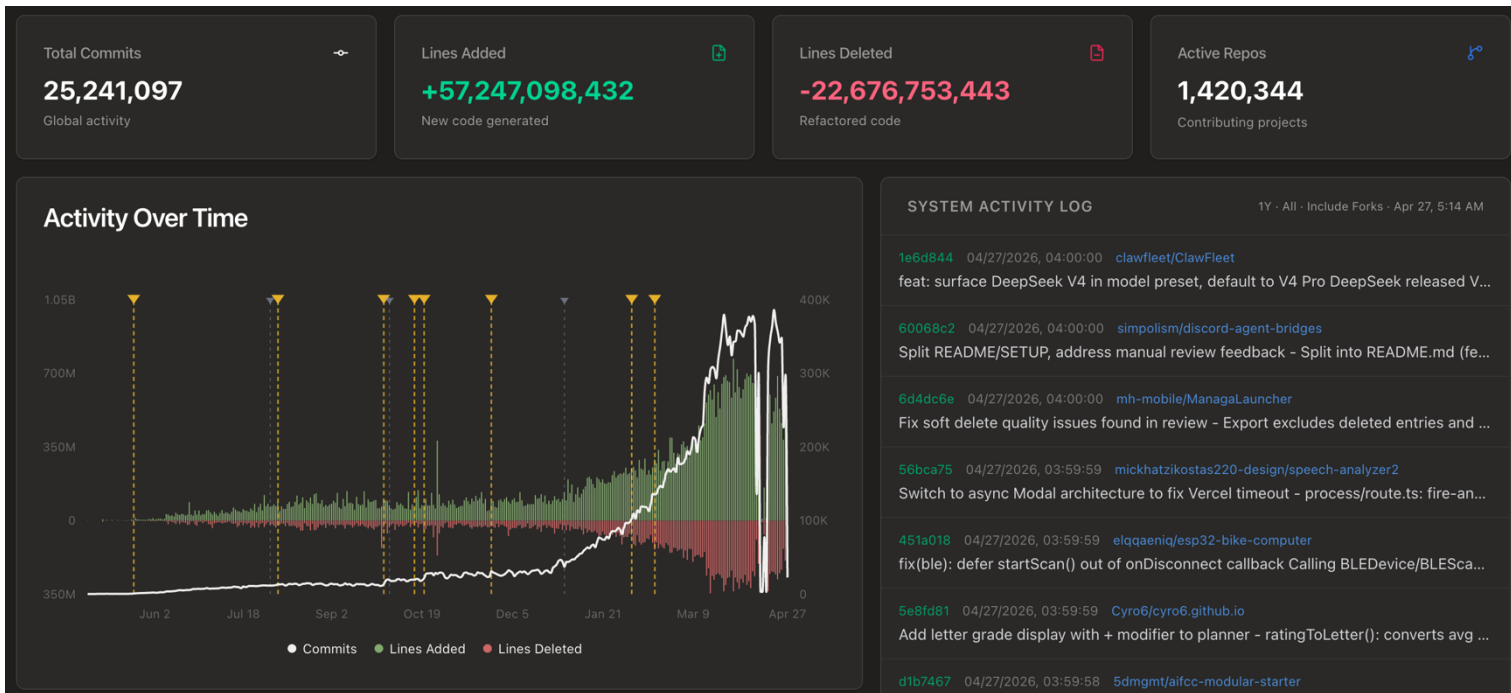 Total Commits
25,241,097
Global activity
Lines Added
+57,247,098,432
New code generated
Lines Deleted
-22,676,753,443
Refactored code
Active Repos
1,420,344
Contributing projects
Activity Over Time
1.05B
700M
350M
0
350M
400K
300K
200K
100K
0
Jun 2
Jul 18
Sep 2
Oct 19
Dec 5
Jan 21
Mar 9
Apr 27
Commits
Lines Added
Lines Deleted
SYSTEM ACTIVITY LOG
1Y · All · Include Forks · Apr 27, 5:14 AM
1e6d844 04/27/2026, 04:00:00 clawfleet/ClawFleet
feat: surface DeepSeek V4 in model preset, default to V4 Pro DeepSeek released V...
60068c2 04/27/2026, 04:00:00 simpolism/discord-agent-bridges
Split README/SETUP, address manual review feedback - Split into README.md (fe...
6d4dc6e 04/27/2026, 04:00:00 mh-mobile/ManagaLauncher
Fix soft delete quality issues found in review - Export excludes deleted entries and ...
56bca75 04/27/2026, 03:59:59 mickhatzikostas220-design/speech-analyzer2
Switch to async Modal architecture to fix Vercel timeout - process/route.ts: fire-an...
451a018 04/27/2026, 03:59:59 elqqaeniq/esp32-bike-computer
fix(ble): defer startScan() out of onDisconnect callback Calling BLEDevice/BLESca...
5e8fd81 04/27/2026, 03:59:59 Cyro6/cyro6.github.io
Add letter grade display with + modifier to planner - ratingToLetter(): converts avg ...
d1b7467 04/27/2026, 03:59:58 5dmgmt/aifcc-modular-starter